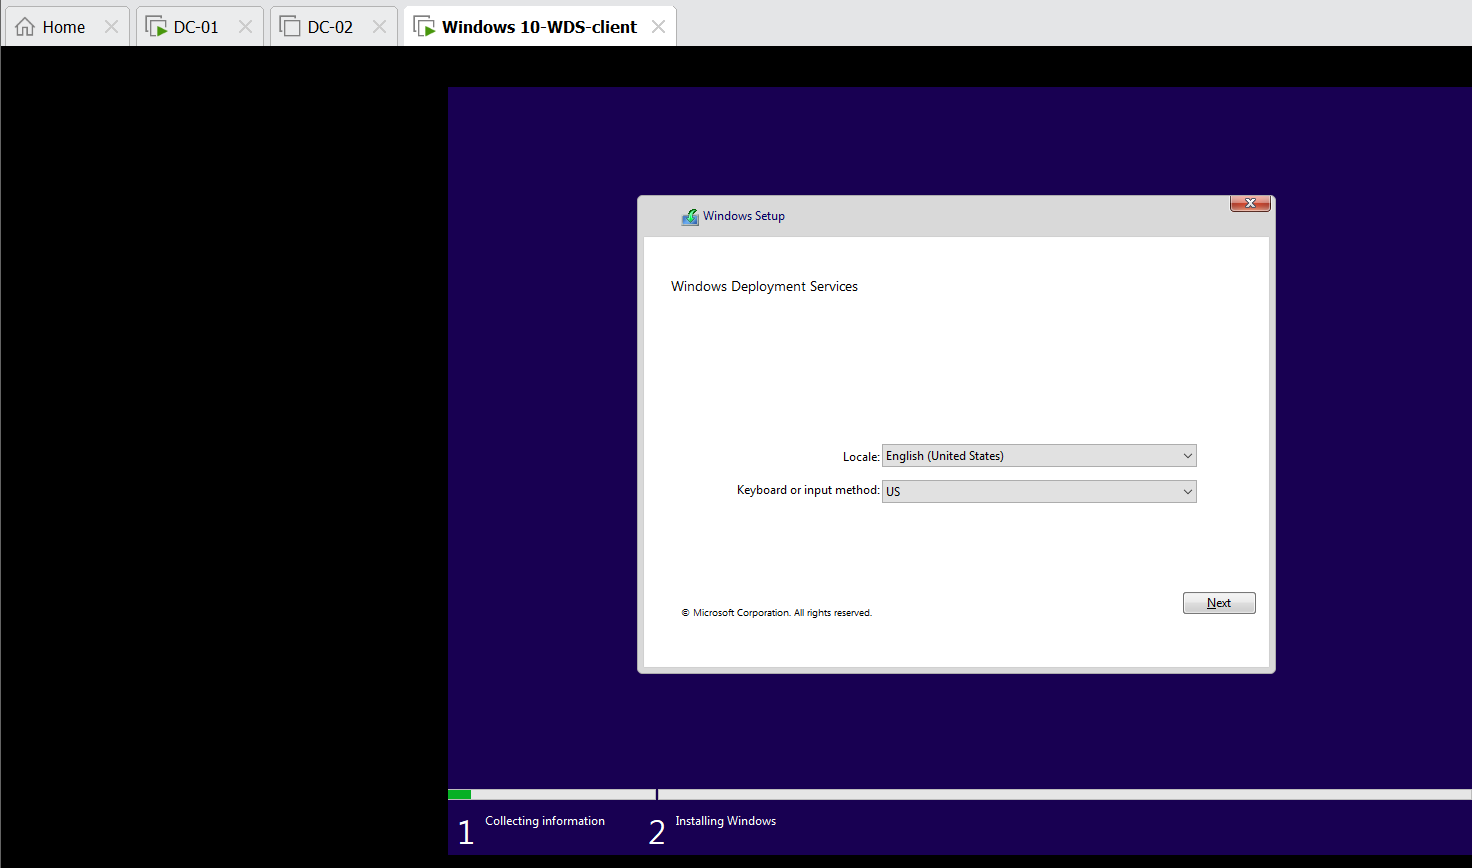 Home
DC-01
DC-02
Windows 10-WDS-client
Windows Setup
Windows Deployment Services
Locale: English (United States)
Keyboard or input method: US
Next
© Microsoft Corporation. All rights reserved.
1 Collecting information
2 Installing Windows